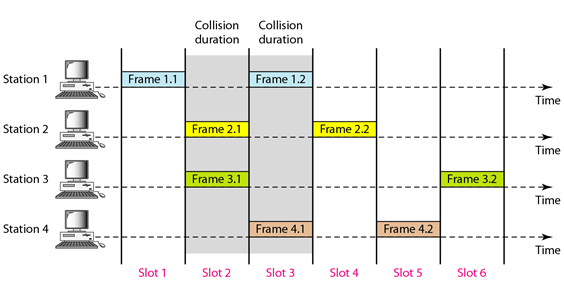 Collision duration
Collision duration
Station 1
Frame 1.1
Frame 1.2
Time
Station 2
Frame 2.1
Frame 2.2
Time
Station 3
Frame 3.1
Frame 3.2
Time
Station 4
Frame 4.1
Frame 4.2
Time
Slot 1
Slot 2
Slot 3
Slot 4
Slot 5
Slot 6